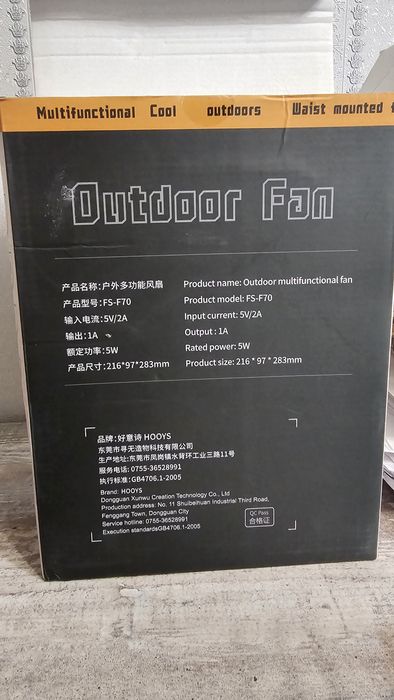 Multifunctional Cool outdoors Waist mounted f
Outdoor Fan
产品名称:户外多功能风扇 Product name: Outdoor multifunctional fan
产品型号:FS-F70 Product model: FS-F70
输入电流:5V/2A Input current: 5V/2A
输出:1A Output : 1A
额定功率:5W Rated power: 5W
产品尺寸:216*97*283mm Product size: 216 * 97 * 283mm
品牌:好意诗 HOOYS
东莞市寻无造物科技有限公司
生产地址:东莞市凤岗镇水背环工业三路11号
服务电话: 0755-36528991
执行标准:GB4706.1-2005
Brand: HOOYS
Dongguan Xunwu Creation Technology Co., Ltd
Production address: No. 11 Shuibeihuan Industrial Third Road,
Fenggang Town, Dongguan City
Service hotline: 0755-36528991
Execution standardsGB4706.1-2005
QC Pass
合格证